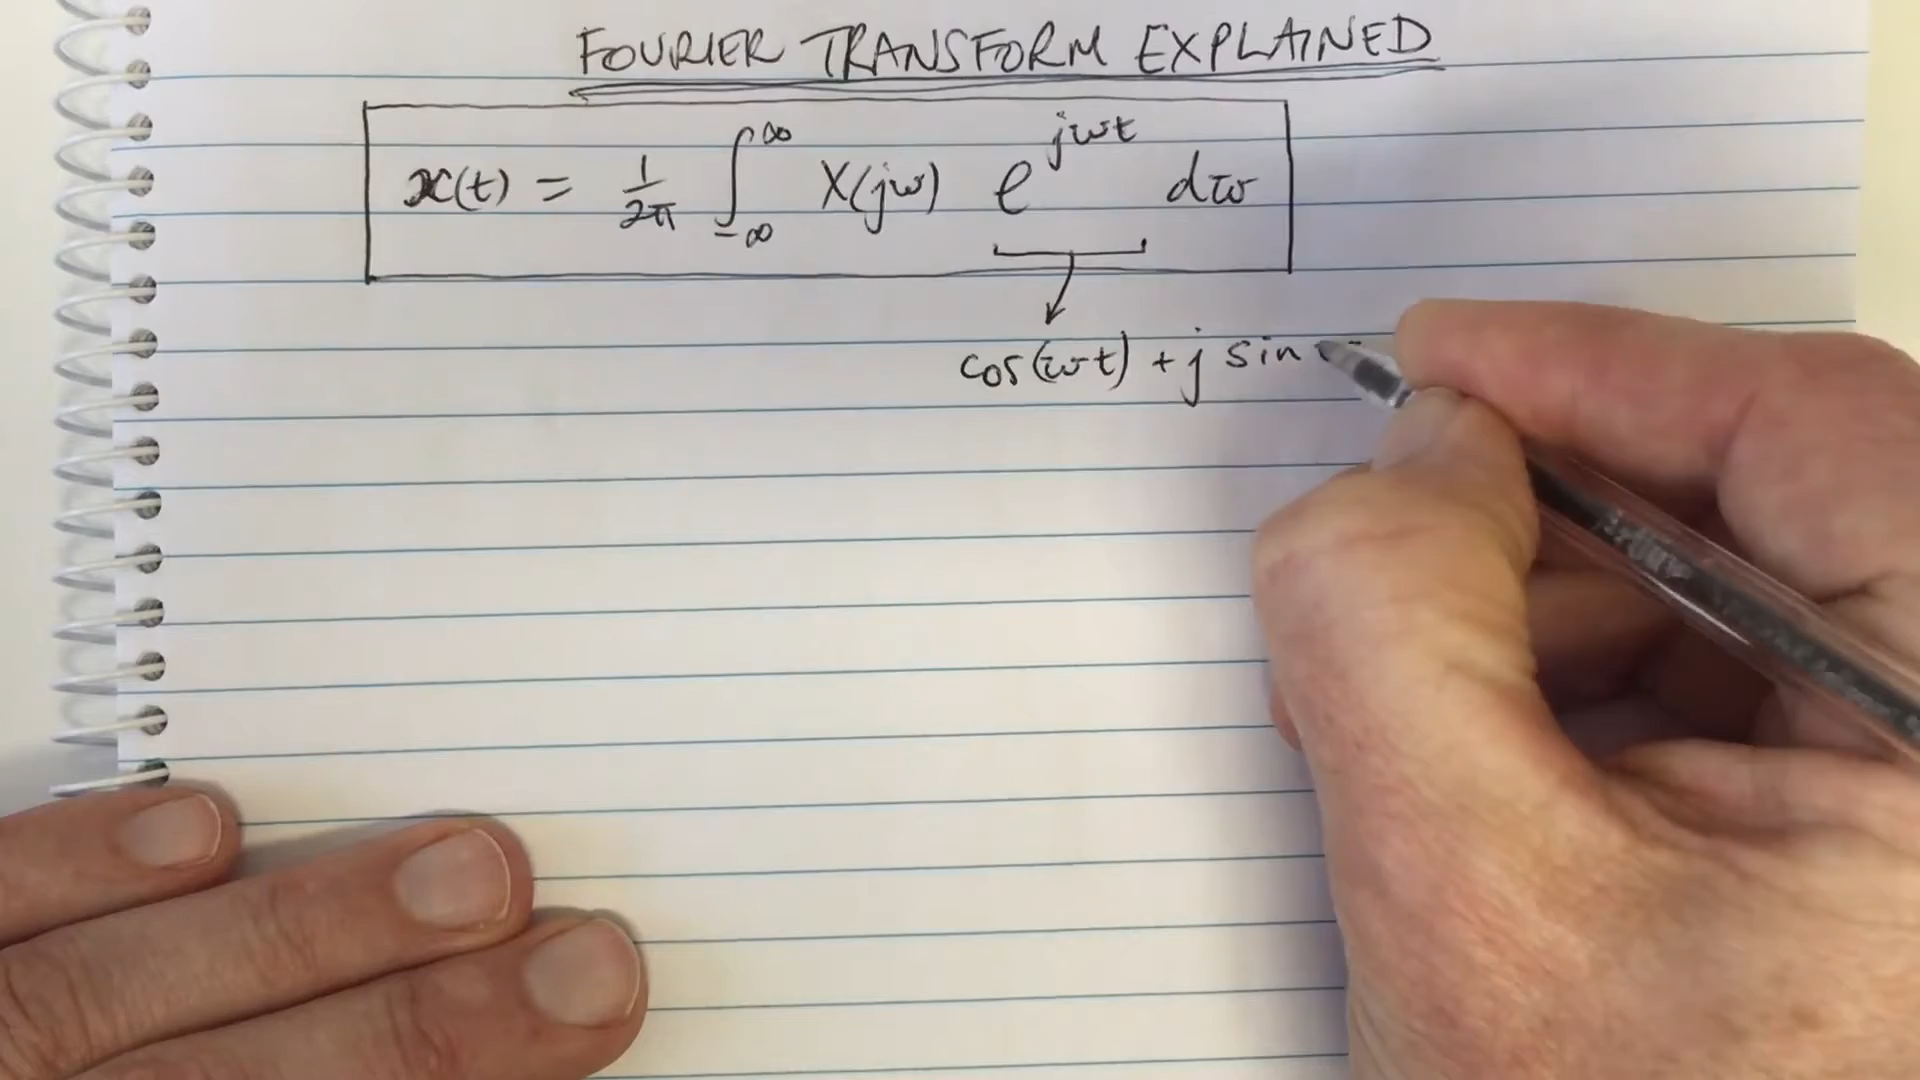 FOURIER TRANSFORM EXPLAINED
x(t) = 1/2π ∫_{-∞}^{∞} X(jω) e^{jωt} dω
cos(ωt) + j sin